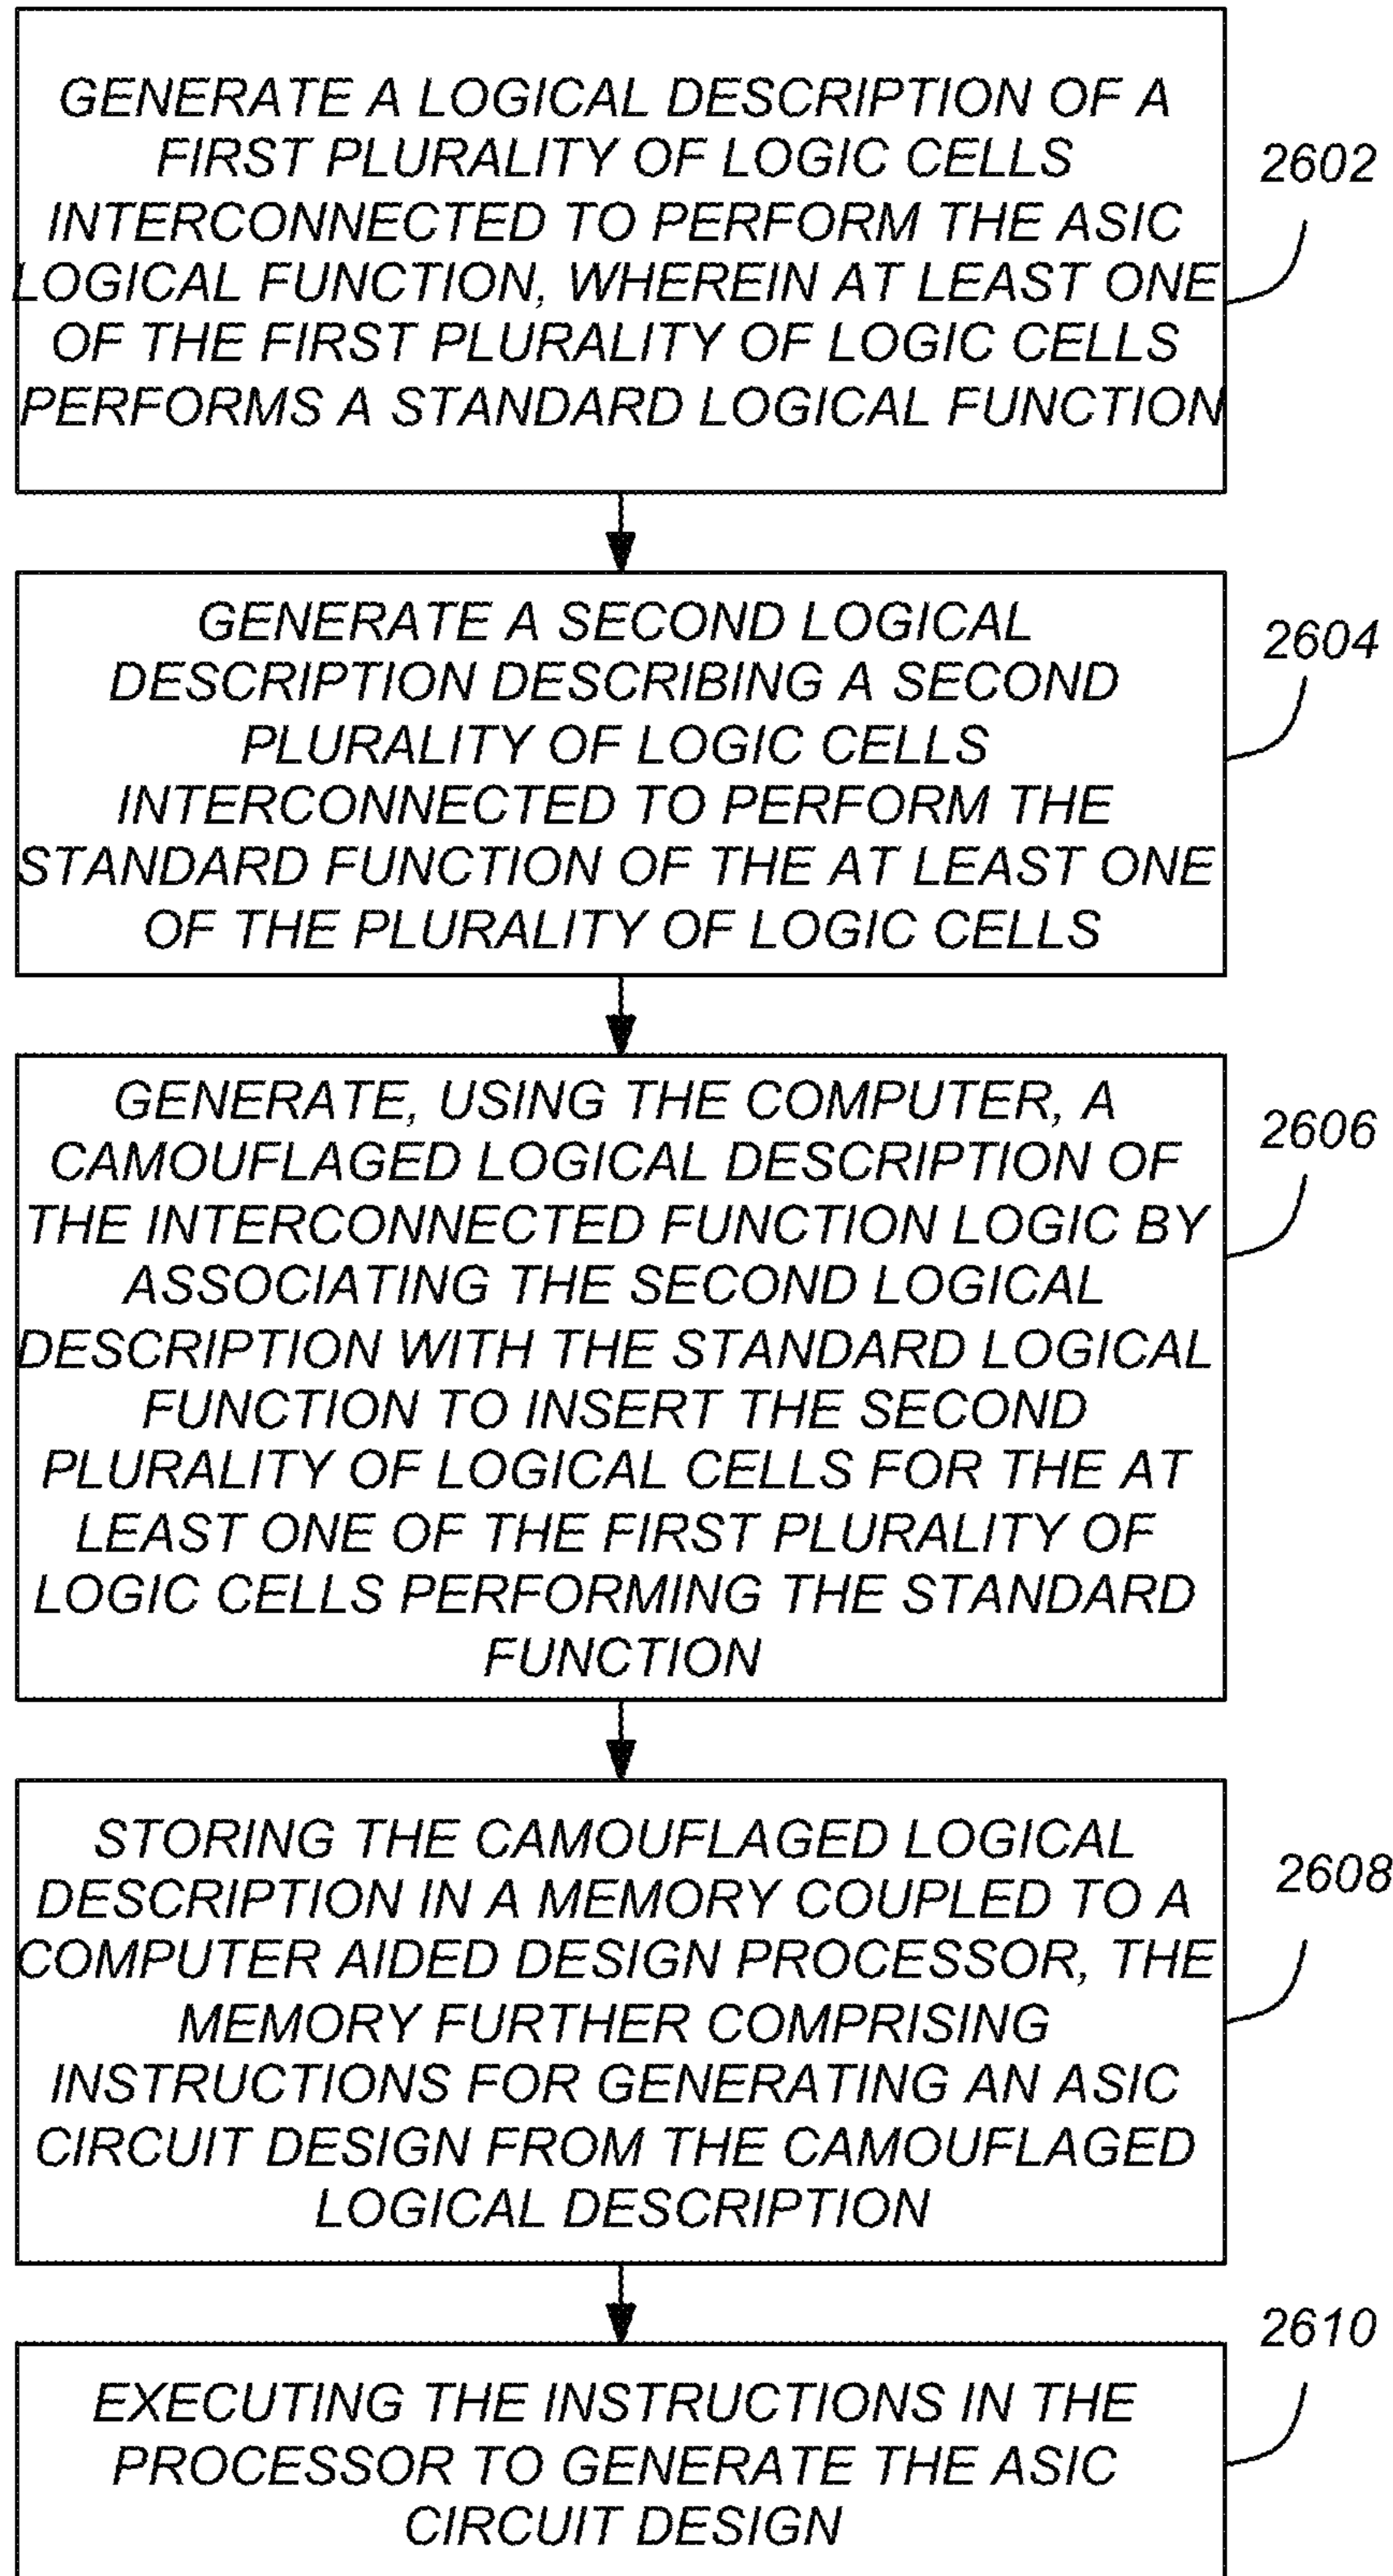 GENERATE A LOGICAL DESCRIPTION OF A
FIRST PLURALITY OF LOGIC CELLS
INTERCONNECTED TO PERFORM THE ASIC
LOGICAL FUNCTION, WHEREIN AT LEAST ONE
OF THE FIRST PLURALITY OF LOGIC CELLS
PERFORMS A STANDARD LOGICAL FUNCTION
2602
GENERATE A SECOND LOGICAL
DESCRIPTION DESCRIBING A SECOND
PLURALITY OF LOGIC CELLS
INTERCONNECTED TO PERFORM THE
STANDARD FUNCTION OF THE AT LEAST ONE
OF THE PLURALITY OF LOGIC CELLS
2604
GENERATE, USING THE COMPUTER, A
CAMOUFLAGED LOGICAL DESCRIPTION OF
THE INTERCONNECTED FUNCTION LOGIC BY
ASSOCIATING THE SECOND LOGICAL
DESCRIPTION WITH THE STANDARD LOGICAL
FUNCTION TO INSERT THE SECOND
PLURALITY OF LOGICAL CELLS FOR THE AT
LEAST ONE OF THE FIRST PLURALITY OF
LOGIC CELLS PERFORMING THE STANDARD
FUNCTION
2606
STORING THE CAMOUFLAGED LOGICAL
DESCRIPTION IN A MEMORY COUPLED TO A
COMPUTER AIDED DESIGN PROCESSOR, THE
MEMORY FURTHER COMPRISING
INSTRUCTIONS FOR GENERATING AN ASIC
CIRCUIT DESIGN FROM THE CAMOUFLAGED
LOGICAL DESCRIPTION
2608
EXECUTING THE INSTRUCTIONS IN THE
PROCESSOR TO GENERATE THE ASIC
CIRCUIT DESIGN
2610